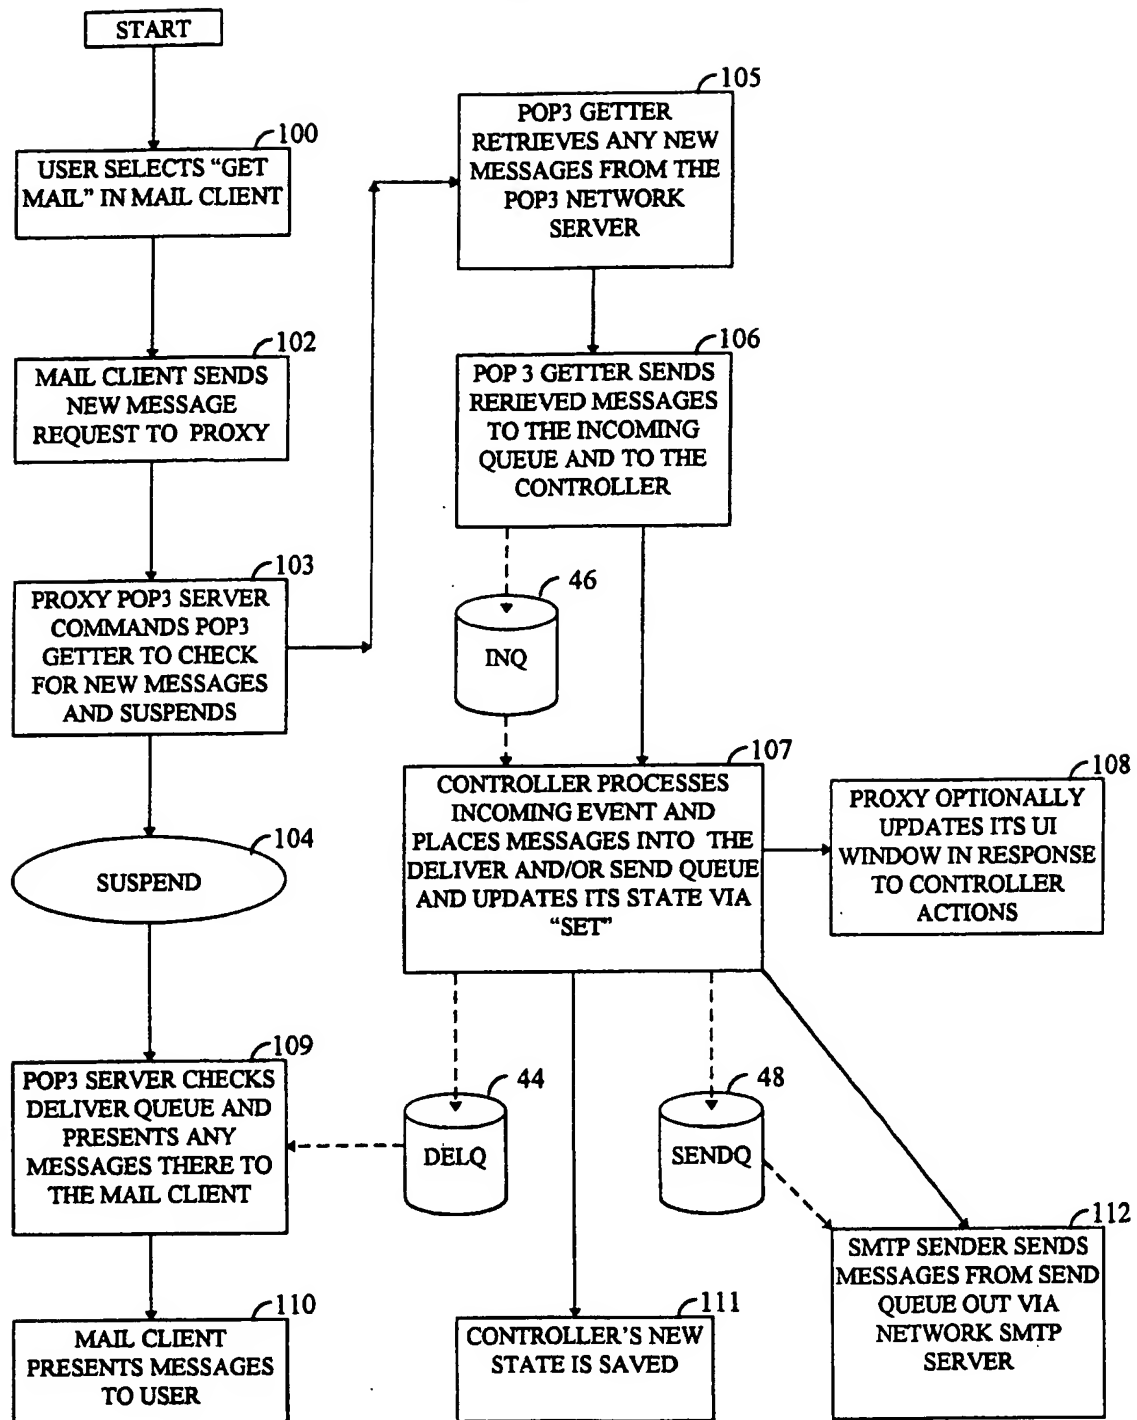 START
100
USER SELECTS “GET
MAIL” IN MAIL CLIENT
102
MAIL CLIENT SENDS
NEW MESSAGE
REQUEST TO PROXY
103
PROXY POP3 SERVER
COMMANDS POP3
GETTER TO CHECK
FOR NEW MESSAGES
AND SUSPENDS
104
SUSPEND
105
POP3 GETTER
RETRIEVES ANY NEW
MESSAGES FROM THE
POP3 NETWORK
SERVER
106
POP 3 GETTER SENDS
RERIEVED MESSAGES
TO THE INCOMING
QUEUE AND TO THE
CONTROLLER
46
INQ
107
CONTROLLER PROCESSES
INCOMING EVENT AND
PLACES MESSAGES INTO THE
DELIVER AND/OR SEND QUEUE
AND UPDATES ITS STATE VIA
“SET”
108
PROXY OPTIONALLY
UPDATES ITS UI
WINDOW IN RESPONSE
TO CONTROLLER
ACTIONS
109
POP3 SERVER CHECKS
DELIVER QUEUE AND
PRESENTS ANY
MESSAGES THERE TO
THE MAIL CLIENT
44
DELQ
48
SENDQ
110
MAIL CLIENT
PRESENTS MESSAGES
TO USER
111
CONTROLLER'S NEW
STATE IS SAVED
112
SMTP SENDER SENDS
MESSAGES FROM SEND
QUEUE OUT VIA
NETWORK SMTP
SERVER